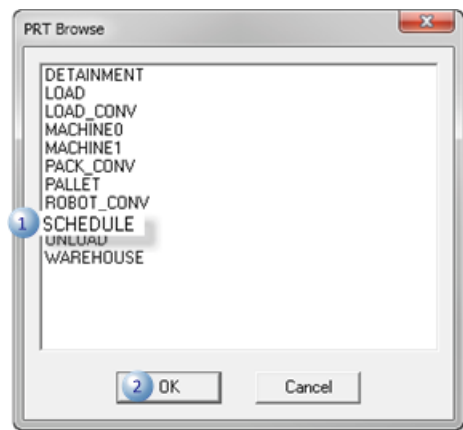 PRT Browse
DETAINMENT
LOAD
LOAD_CONV
MACHINE0
MACHINE1
PACK_CONV
PALLET
ROBOT_CONV
1 SCHEDULE
UNLOAD
WAREHOUSE
2 OK Cancel